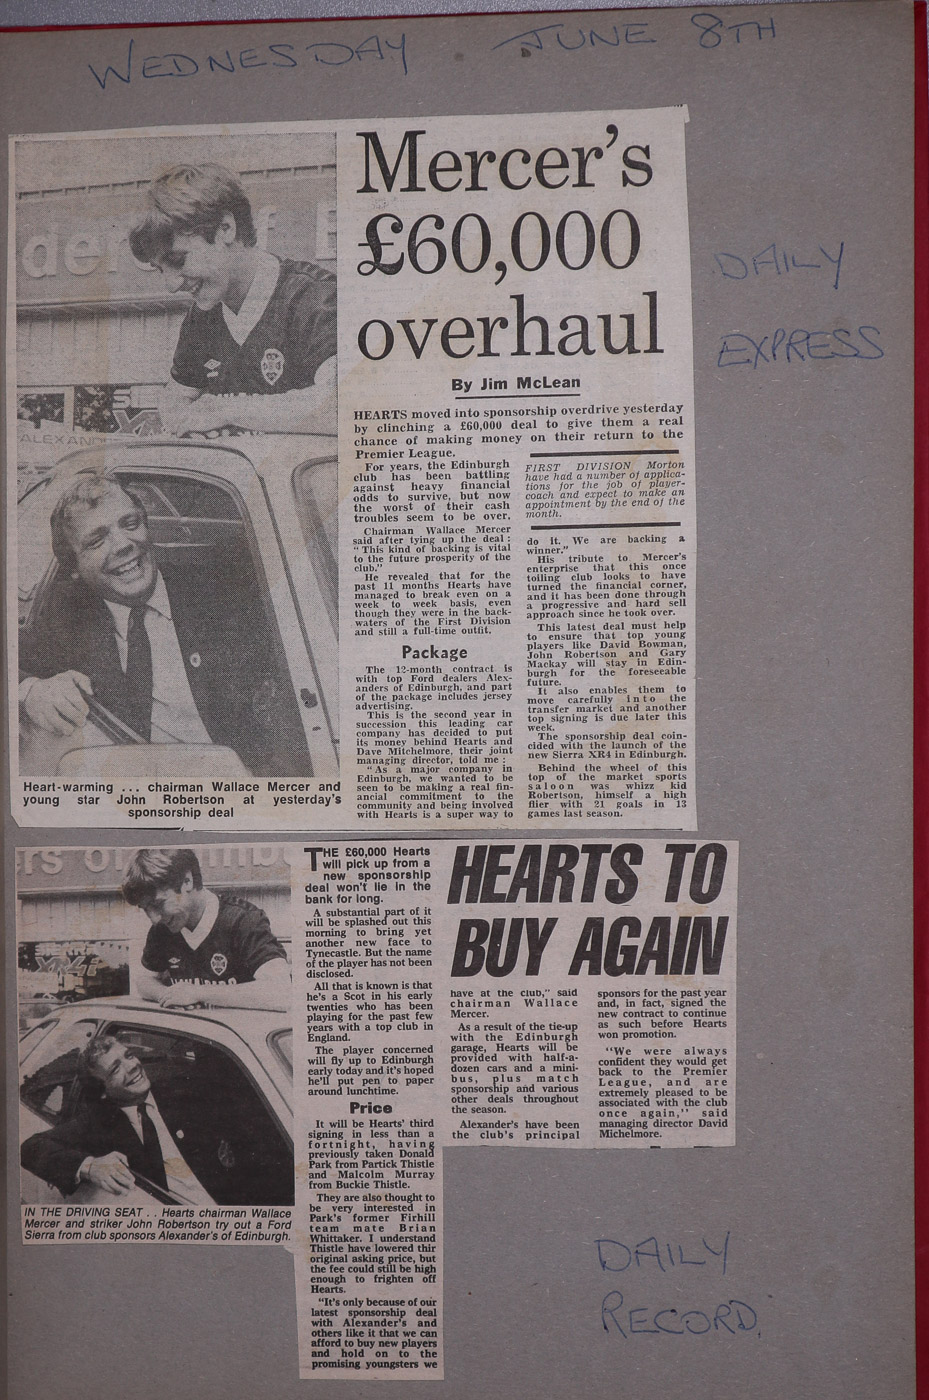 WEDNESDAY JUNE 8TH
DAILY
EXPRESS
Mercer's
£60,000
overhaul
By Jim McLean
HEARTS moved into sponsorship overdrive yesterday
by clinching a £60,000 deal to give them a real
chance of making money on their return to the
Premier League.
For years, the Edinburgh
club has been battling
against heavy financial
odds to survive, but now
the worst of their cash
troubles seem to be over.
Chairman Wallace Mercer
said after tying up the deal :
"This kind of backing is vital
to the future prosperity of the
club."
He revealed that for the
past 11 months Hearts have
managed to break even on a
week to week basis, even
though they were in the back-
waters of the First Division
and still a full-time outfit.
Package
The 12-month contract is
with top Ford dealers Alex-
anders of Edinburgh, and part
of the package includes jersey
advertising.
This is the second year in
succession this leading car
company has decided to put
its money behind Hearts and
Dave Mitchelmore, their joint
managing director, told me :
"As a major company in
Edinburgh, we wanted to be
seen to be making a real fin-
ancial commitment to the
community and being involved
with Hearts is a super way to
FIRST DIVISION Morton
have had a number of applica-
tions for the job of player-
coach and expect to make an
appointment by the end of the
month.
do it. We are backing a
winner."
His tribute to Mercer's
enterprise that this once
toiling club looks to have
turned the financial corner,
and it has been done through
a progressive and hard sell
approach since he took over.
This latest deal must help
to ensure that top young
players like David Bowman,
John Robertson and Gary
Mackay will stay in Edin-
burgh for the foreseeable
future.
It also enables them to
move carefully into the
transfer market and another
top signing is due later this
week.
The sponsorship deal coin-
cided with the launch of the
new Sierra XR4 in Edinburgh.
Behind the wheel of this
top of the market sports
saloon was whizz kid
Robertson, himself a high
flier with 21 goals in 13
games last season.
der of E
ALEXAN
Heart-warming ... chairman Wallace Mercer and
young star John Robertson at yesterday's
sponsorship deal
rs of
XR4i
IN THE DRIVING SEAT . . Hearts chairman Wallace
Mercer and striker John Robertson try out a Ford
Sierra from club sponsors Alexander's of Edinburgh.
HEARTS TO
BUY AGAIN
THE £60,000 Hearts
will pick up from a
new sponsorship
deal won't lie in the
bank for long.
A substantial part of it
will be splashed out this
morning to bring yet
another new face to
Tynecastle. But the name
of the player has not been
disclosed.
All that is known is that
he's a Scot in his early
twenties who has been
playing for the past few
years with a top club in
England.
The player concerned
will fly up to Edinburgh
early today and it's hoped
he'll put pen to paper
around lunchtime.
Price
It will be Hearts' third
signing in less than a
fortnight, having
previously taken Donald
Park from Partick Thistle
and Malcolm Murray
from Buckie Thistle.
They are also thought to
be very interested in
Park's former Firhill
team mate Brian
Whittaker. I understand
Thistle have lowered thir
original asking price, but
the fee could still be high
enough to frighten off
Hearts.
"It's only because of our
latest sponsorship deal
with Alexander's and
others like it that we can
afford to buy new players
and hold on to the
promising youngsters we
have at the club," said
chairman Wallace
Mercer.
As a result of the tie-up
with the Edinburgh
garage, Hearts will be
provided with half-a-
dozen cars and a mini-
bus, plus match
sponsorship and various
other deals throughout
the season.
Alexander's have been
the club's principal
sponsors for the past year
and, in fact, signed the
new contract to continue
as such before Hearts
won promotion.
"We were always
confident they would get
back to the Premier
League, and are
extremely pleased to be
associated with the club
once again," said
managing director David
Michelmore.
DAILY
RECORD.